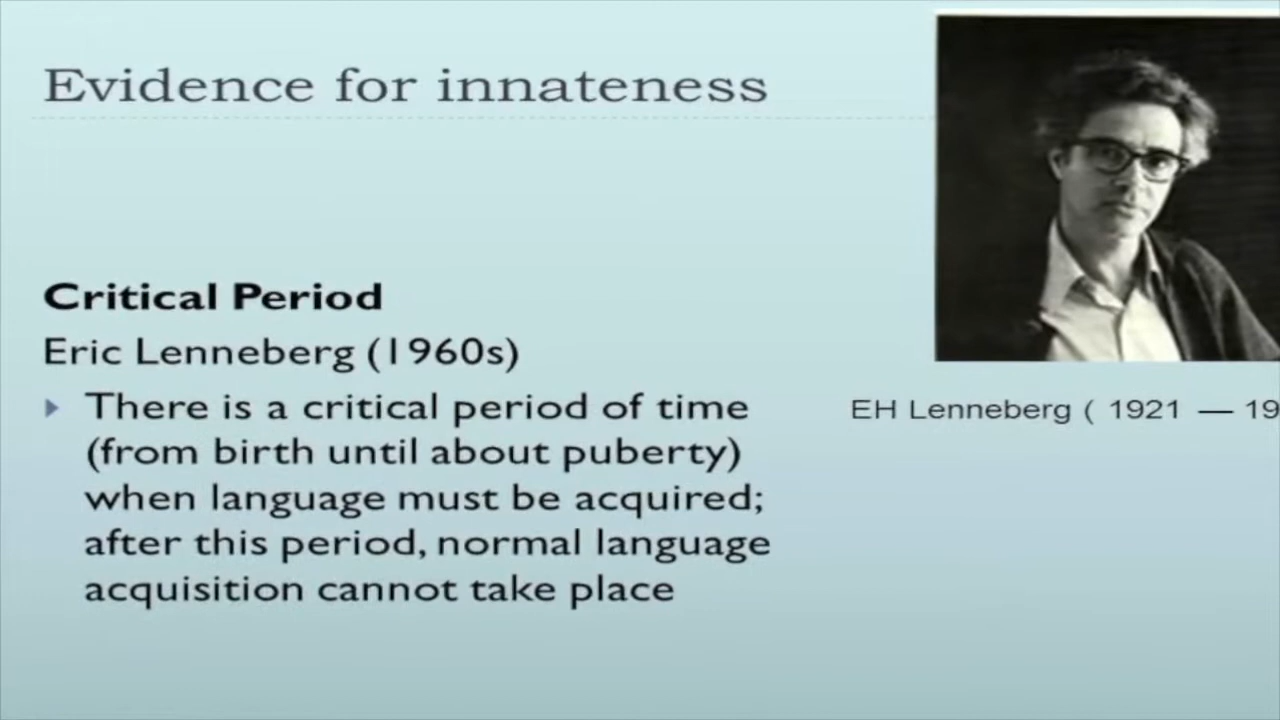 Evidence for innateness
Critical Period
Eric Lenneberg (1960s)
There is a critical period of time
(from birth until about puberty)
when language must be acquired;
after this period, normal language
acquisition cannot take place
EH Lenneberg ( 1921 — 19